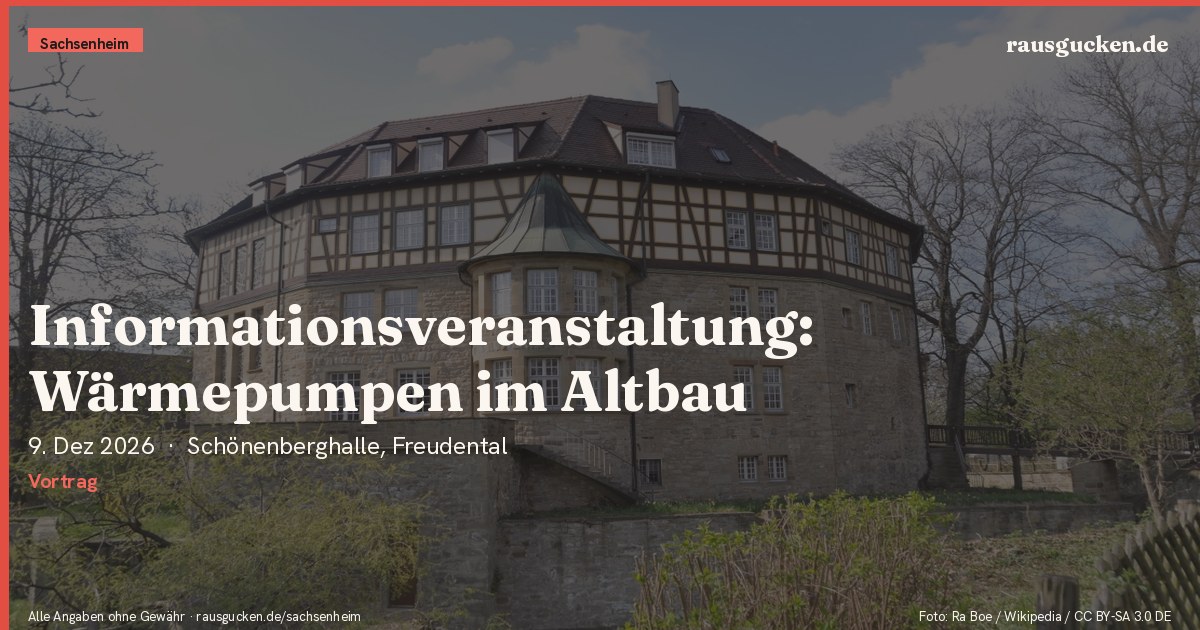 Sachsenheim
rausgucken.de
Informationsveranstaltung:
Wärmepumpen im Altbau
9. Dez 2026 · Schönenberghalle, Freudental
Vortrag
Alle Angaben ohne Gewähr · rausgucken.de/sachsenheim
Foto: Ra Boe / Wikipedia / CC BY-SA 3.0 DE